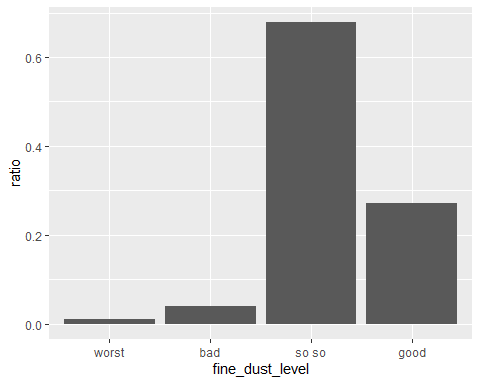 ratio
0.6
0.4
0.2
0.0
worst bad so so good
fine_dust_level